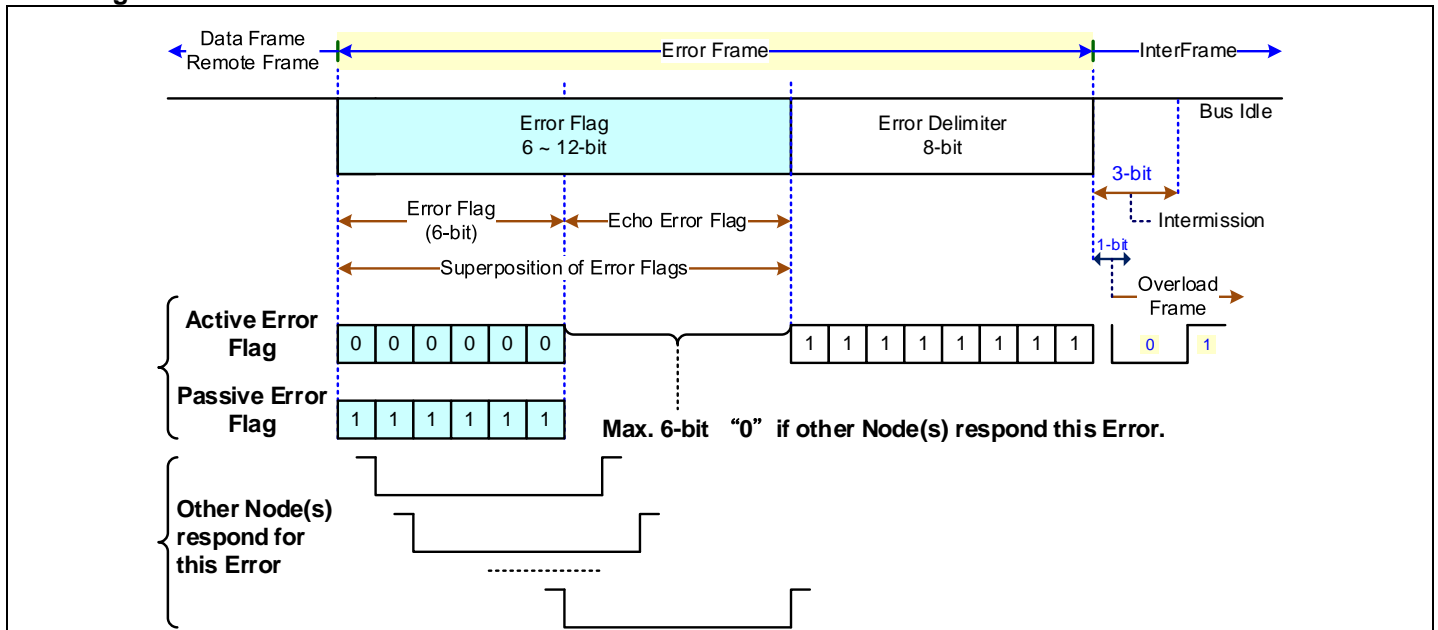 Data Frame
Remote Frame
Error Frame
InterFrame
Bus Idle
Error Flag
6 ~ 12-bit
Error Delimiter
8-bit
3-bit
Error Flag
(6-bit)
Echo Error Flag
Intermission
1-bit
Superposition of Error Flags
Overload
Frame
Active Error
Flag
0 0 0 0 0 0
1 1 1 1 1 1 1 1
0 1
Passive Error
Flag
1 1 1 1 1 1
Max. 6-bit “0” if other Node(s) respond this Error.
Other Node(s)
respond for
this Error